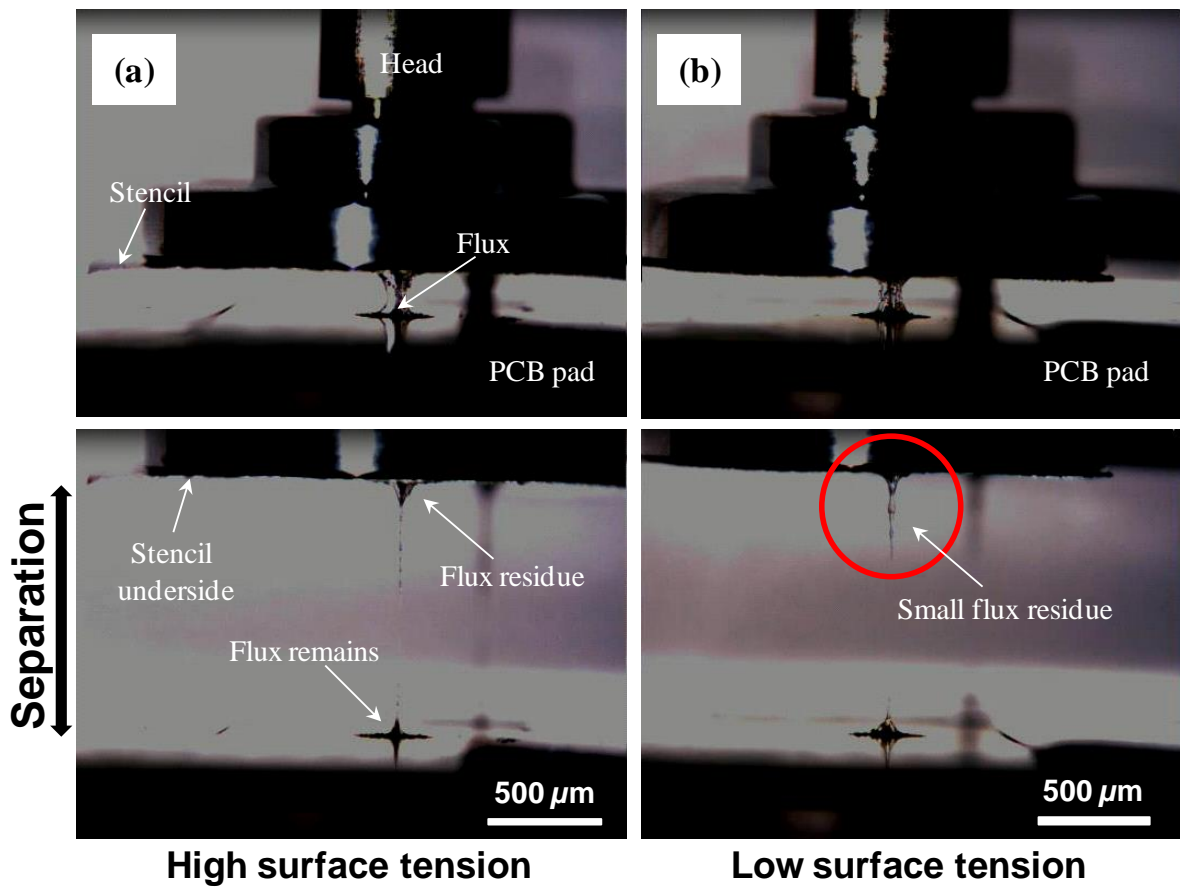 (a)
Head
Stencil
Flux
PCB pad
(b)
PCB pad
Separation
Stencil
underside
Flux residue
Flux remains
500 µm
Small flux residue
500 µm
High surface tension
Low surface tension